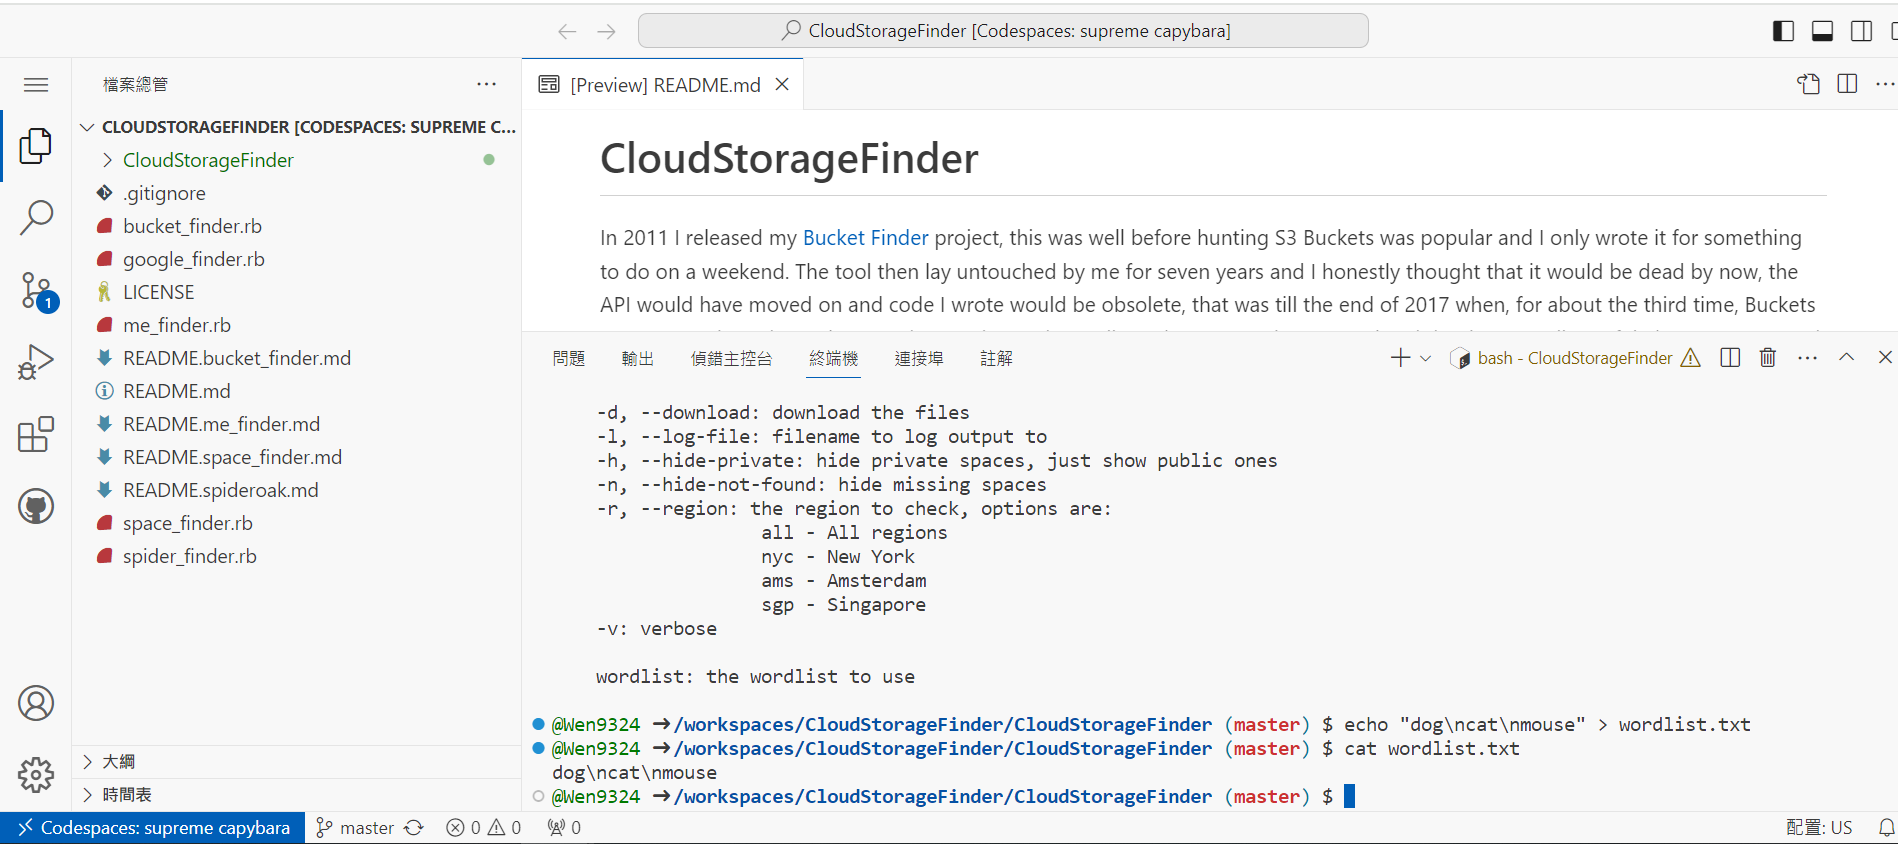 CloudStorageFinder [Codespaces: supreme capybara]
檔案總管
CLOUDSTORAGEFINDER [CODESPACES: SUPREME C...
CloudStorageFinder
.gitignore
bucket_finder.rb
google_finder.rb
LICENSE
me_finder.rb
README.bucket_finder.md
README.md
README.me_finder.md
README.space_finder.md
README.spideroak.md
space_finder.rb
spider_finder.rb
大綱
時間表
1
[Preview] README.md
CloudStorageFinder
In 2011 I released my Bucket Finder project, this was well before hunting S3 Buckets was popular and I only wrote it for something
to do on a weekend. The tool then lay untouched by me for seven years and I honestly thought that it would be dead by now, the
API would have moved on and code I wrote would be obsolete, that was till the end of 2017 when, for about the third time, Buckets
問題 輸出 偵錯主控台 終端機 連接埠 註解
bash - CloudStorageFinder
-d, --download: download the files
-l, --log-file: filename to log output to
-h, --hide-private: hide private spaces, just show public ones
-n, --hide-not-found: hide missing spaces
-r, --region: the region to check, options are:
all - All regions
nyc - New York
ams - Amsterdam
sgp - Singapore
-v: verbose
wordlist: the wordlist to use
@Wen9324 ➜/workspaces/CloudStorageFinder/CloudStorageFinder (master) $ echo "dog\ncat\nmouse" > wordlist.txt
@Wen9324 ➜/workspaces/CloudStorageFinder/CloudStorageFinder (master) $ cat wordlist.txt
dog\ncat\nmouse
@Wen9324 ➜/workspaces/CloudStorageFinder/CloudStorageFinder (master) $
Codespaces: supreme capybara master 0 0 0 配置: US